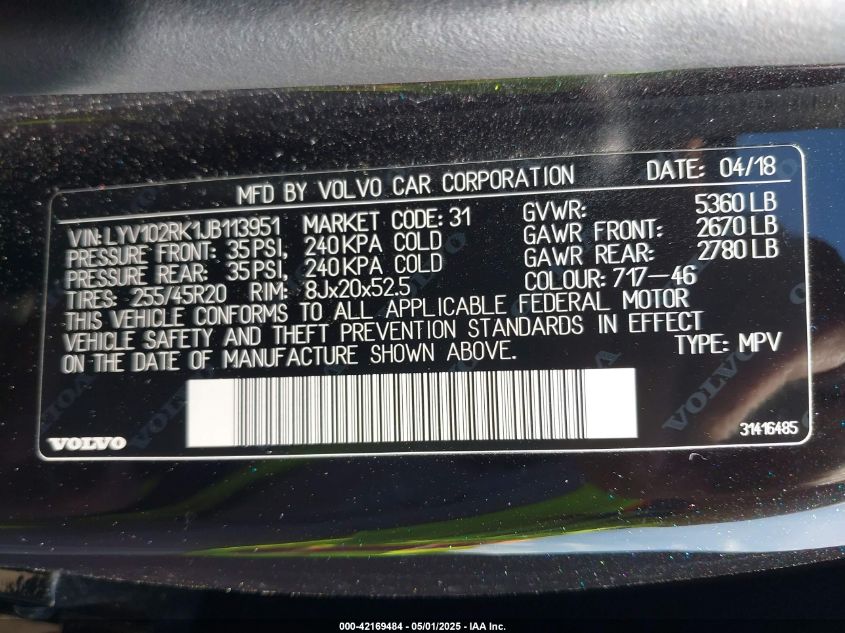 MFD BY VOLVO CAR CORPORATION DATE: 04/18
VIN: LYV102RK1JB113951 MARKET CODE: 31 GVWR: 5360 LB
PRESSURE FRONT: 35 PSI, 240 KPA COLD GAWR FRONT: 2670 LB
PRESSURE REAR: 35 PSI, 240 KPA COLD GAWR REAR: 2780 LB
TIRES: 255/45R20 RIM: 8Jx20x52.5 COLOUR: 717-46
THIS VEHICLE CONFORMS TO ALL APPLICABLE FEDERAL MOTOR
VEHICLE SAFETY AND THEFT PREVENTION STANDARDS IN EFFECT
ON THE DATE OF MANUFACTURE SHOWN ABOVE. TYPE: MPV
VOLVO 31416485
000-42169484 - 05/01/2025 - IAA Inc.